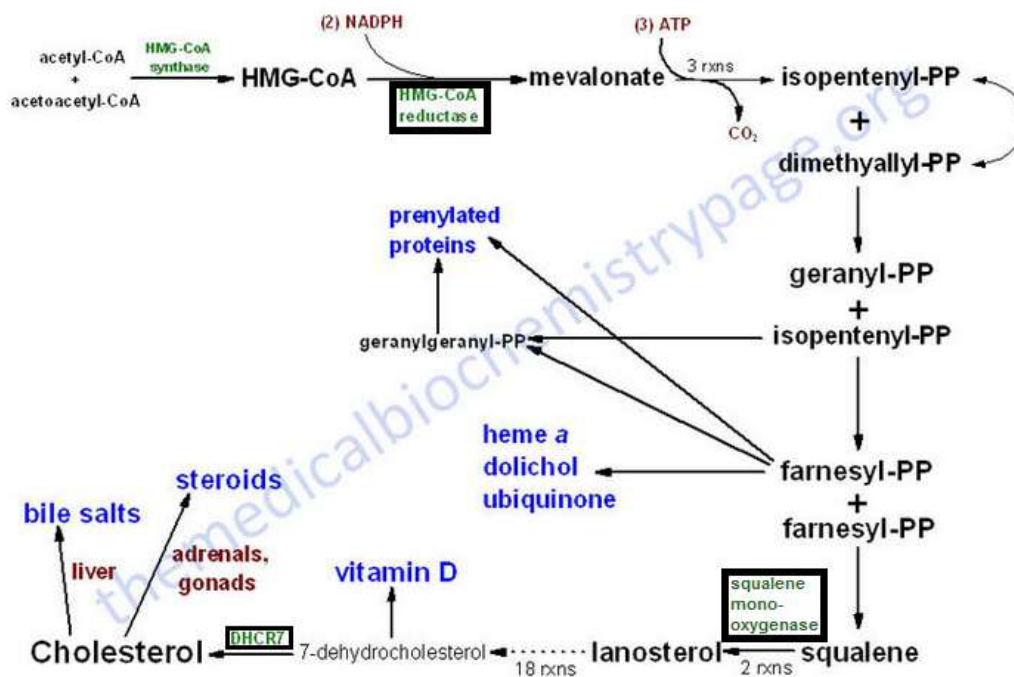 (2) NADPH
(3) ATP
acetyl-CoA
+
acetoacetyl-CoA
HMG-CoA
synthase
HMG-CoA
HMG-CoA
reductase
mevalonate
3 rxns
CO₂
isopentenyl-PP
+
dimethyallyl-PP
prenylated
proteins
geranyl-PP
+
isopentenyl-PP
geranylgeranyl-PP
heme a
dolichol
ubiquinone
farnesyl-PP
+
farnesyl-PP
steroids
bile salts
liver
adrenals,
gonads
vitamin D
squalene
mono-
oxygenase
Cholesterol
DHCR7
7-dehydrocholesterol
18 rxns
lanosterol
2 rxns
squalene
themedicalbiochemistrypage.org